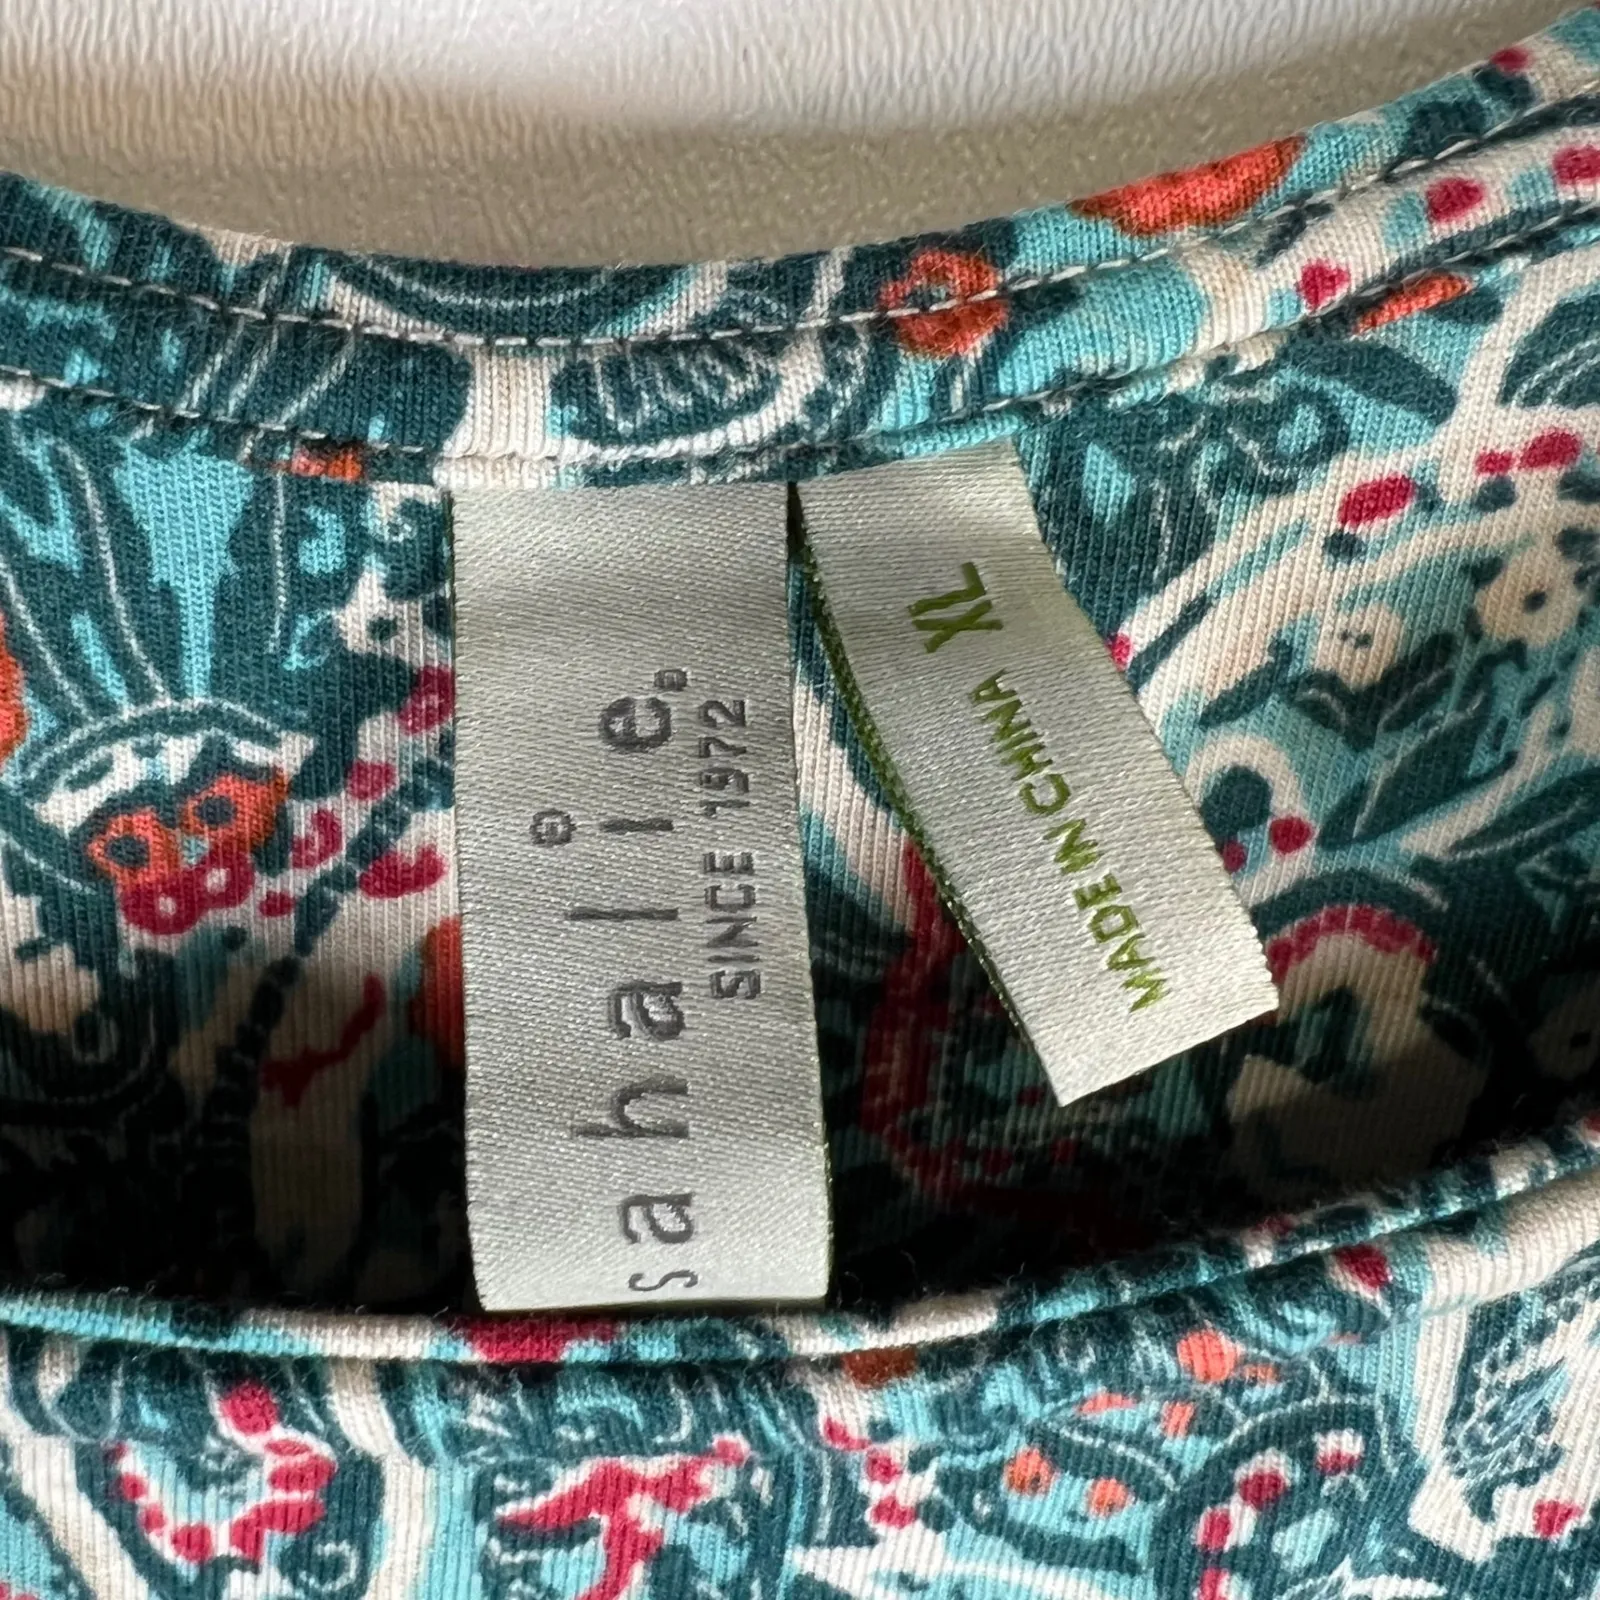 sahalie
SINCE 1972
XL
MADE IN CHINA